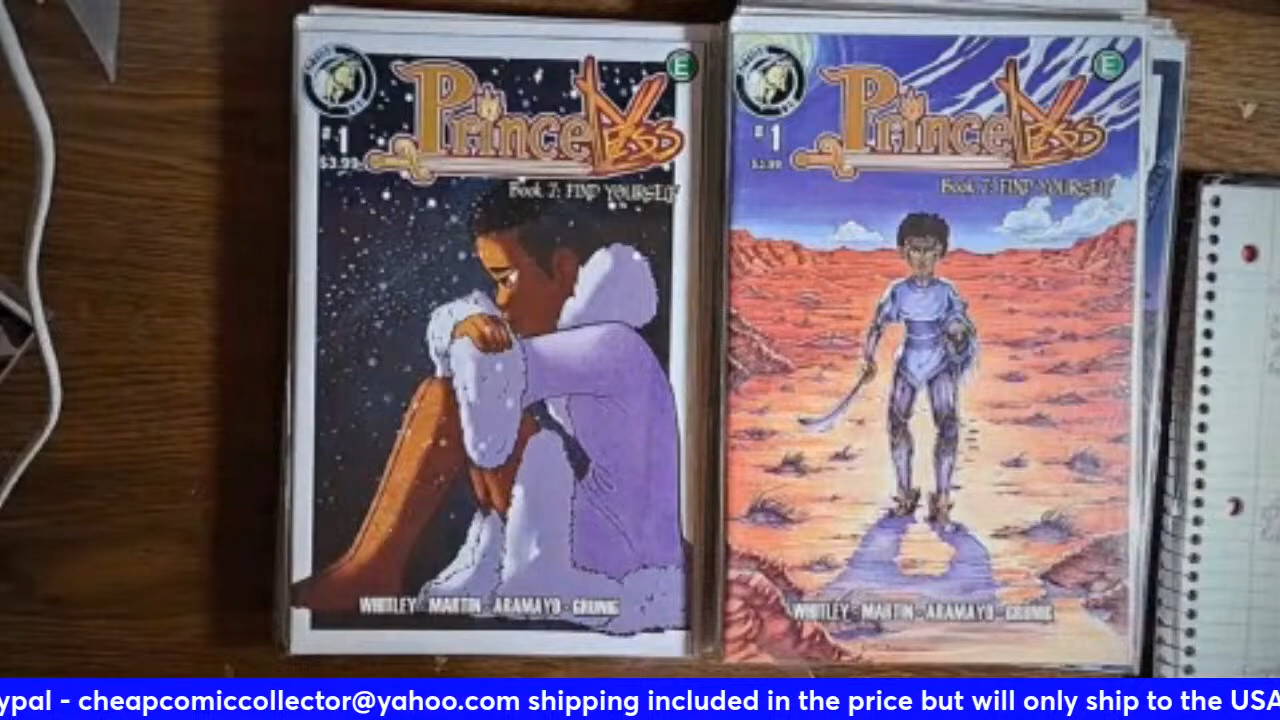 E
#1
$3.99
PrinceLess
Book 7: FIND YOURSELF
WHITLEY - MARTIN - ARAMAYO - GRUNIG
E
#1
$3.99
PrinceLess
Book 7: FIND YOURSELF
WHITLEY - MARTIN - ARAMAYO - GRUNIG
ypal - cheapcomiccollector@yahoo.com shipping included in the price but will only ship to the USA